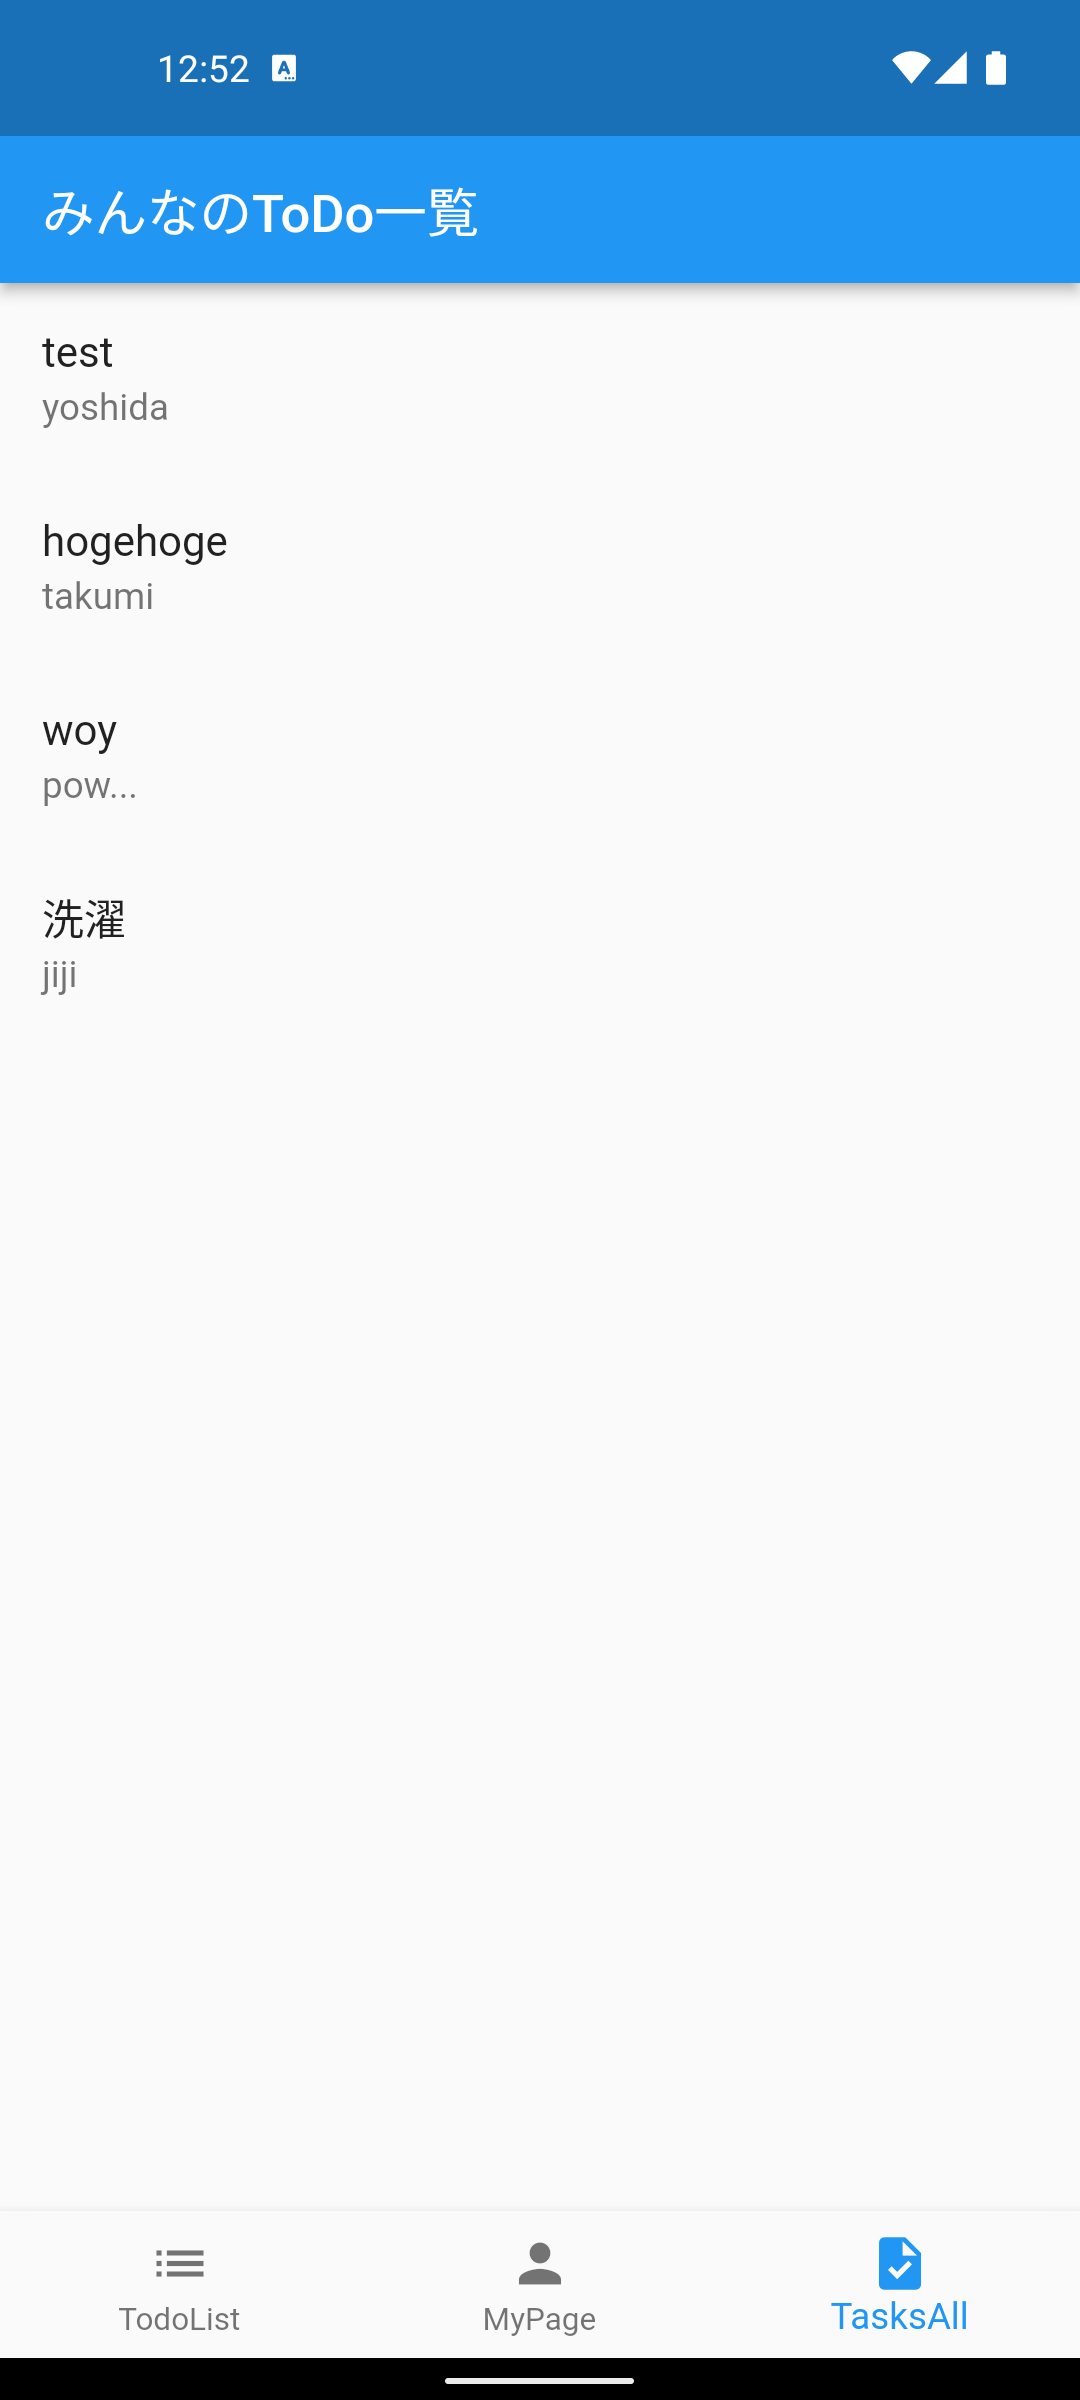 12:52
みんなのToDo一覧
test
yoshida
hogehoge
takumi
woy
pow...
洗濯
jiji
TodoList
MyPage
TasksAll